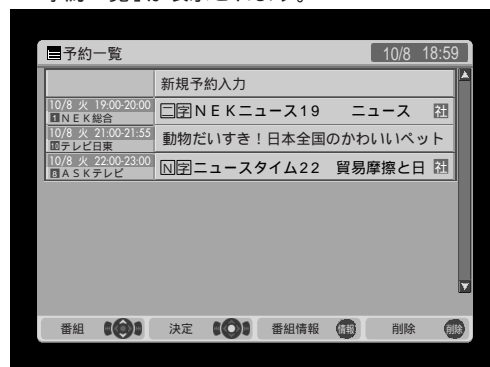 予約一覧 10/8 18:59
新規予約入力
10/8 火 19:00-20:00
1NEK総合
二字NEKニュース19 ニュース 社
10/8 火 21:00-21:55
10テレビ日東
動物だいすき！日本全国のかわいいペット
10/8 火 22:00-23:00
8ASKテレビ
N字ニュースタイム22 貿易摩擦と日 社
番組 決定 番組情報 情報 削除 削除